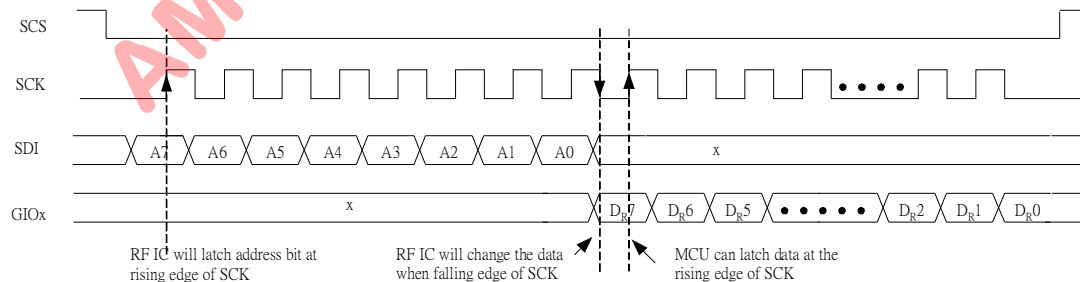 SCS
SCK
SDI
A7 A6 A5 A4 A3 A2 A1 A0 x
GIOx
x DR7 DR6 DR5 DR2 DR1 DR0
RF IC will latch address bit at
rising edge of SCK
RF IC will change the data
when falling edge of SCK
MCU can latch data at the
rising edge of SCK
AM